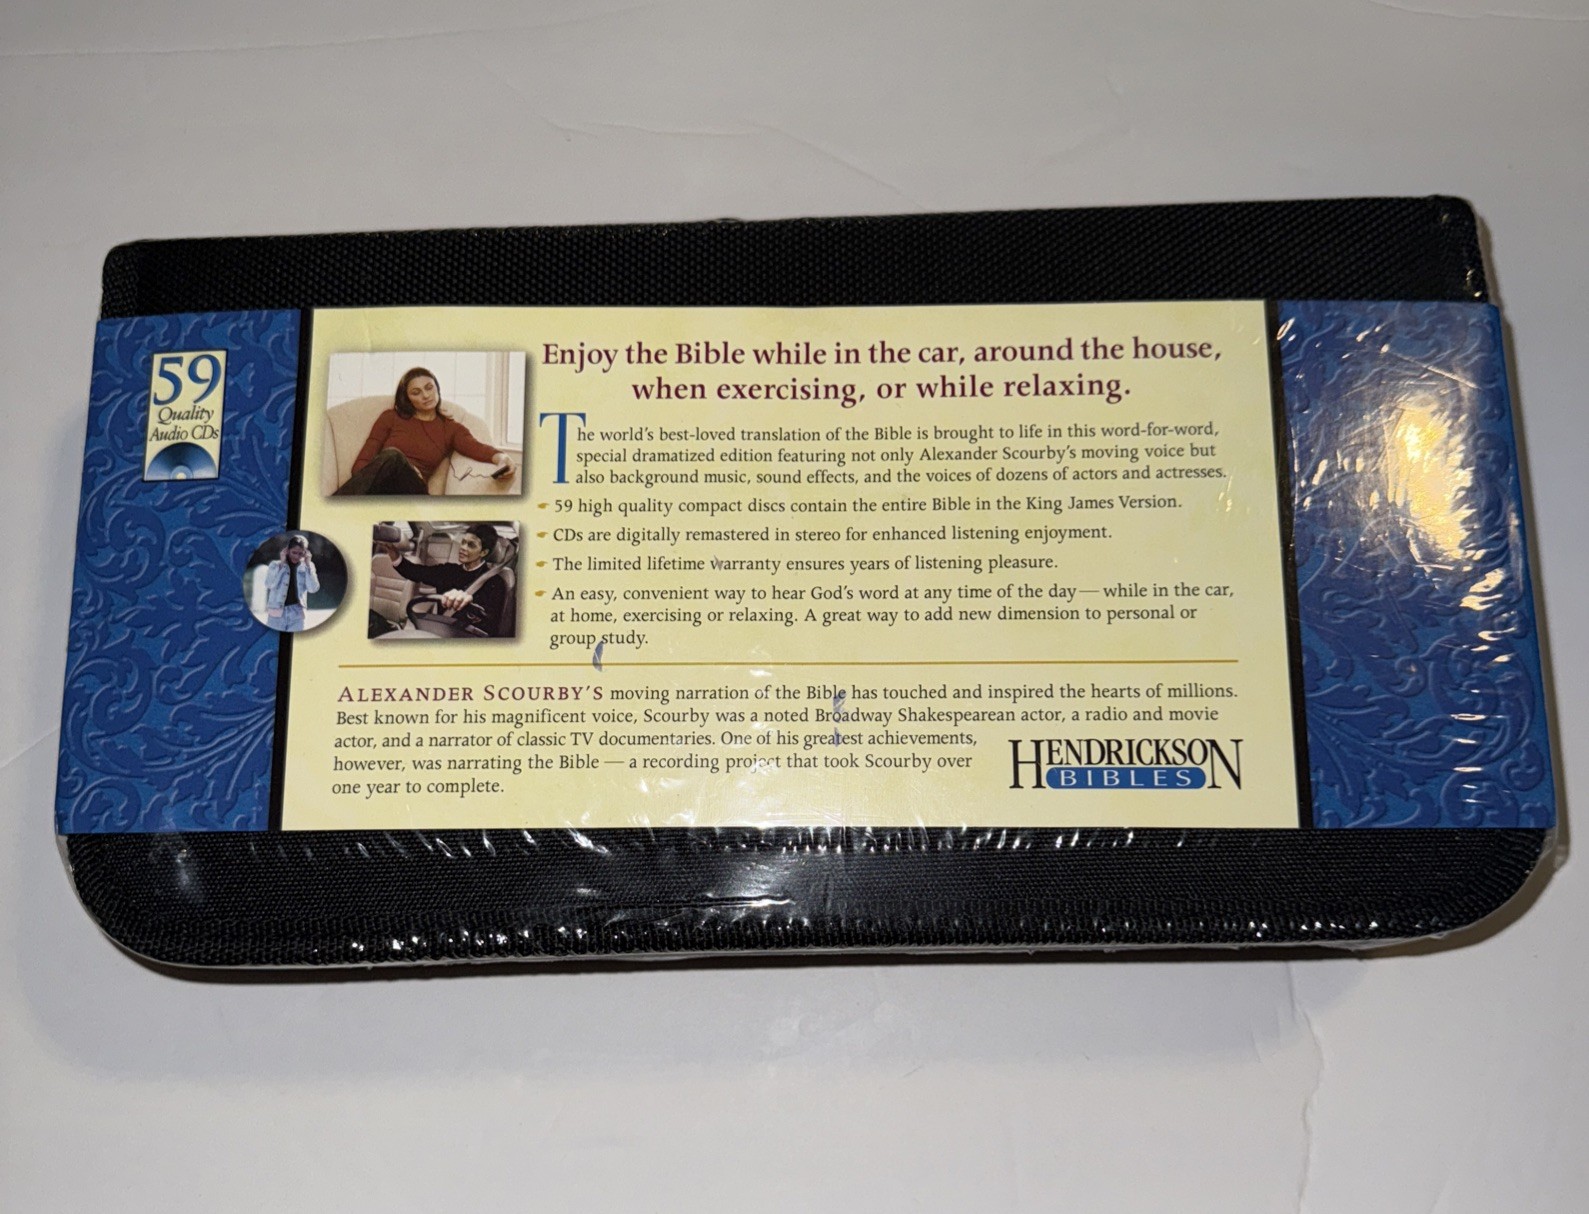 59
Quality
Audio CDs
Enjoy the Bible while in the car, around the house,
when exercising, or while relaxing.
The world's best-loved translation of the Bible is brought to life in this word-for-word,
special dramatized edition featuring not only Alexander Scourby's moving voice but
also background music, sound effects, and the voices of dozens of actors and actresses.
59 high quality compact discs contain the entire Bible in the King James Version.
CDs are digitally remastered in stereo for enhanced listening enjoyment.
The limited lifetime warranty ensures years of listening pleasure.
An easy, convenient way to hear God's word at any time of the day — while in the car,
at home, exercising or relaxing. A great way to add new dimension to personal or
group study.
ALEXANDER SCOURBY'S moving narration of the Bible has touched and inspired the hearts of millions.
Best known for his magnificent voice, Scourby was a noted Broadway Shakespearean actor, a radio and movie
actor, and a narrator of classic TV documentaries. One of his greatest achievements,
however, was narrating the Bible — a recording project that took Scourby over
one year to complete.
HENDRICKSON
BIBLES